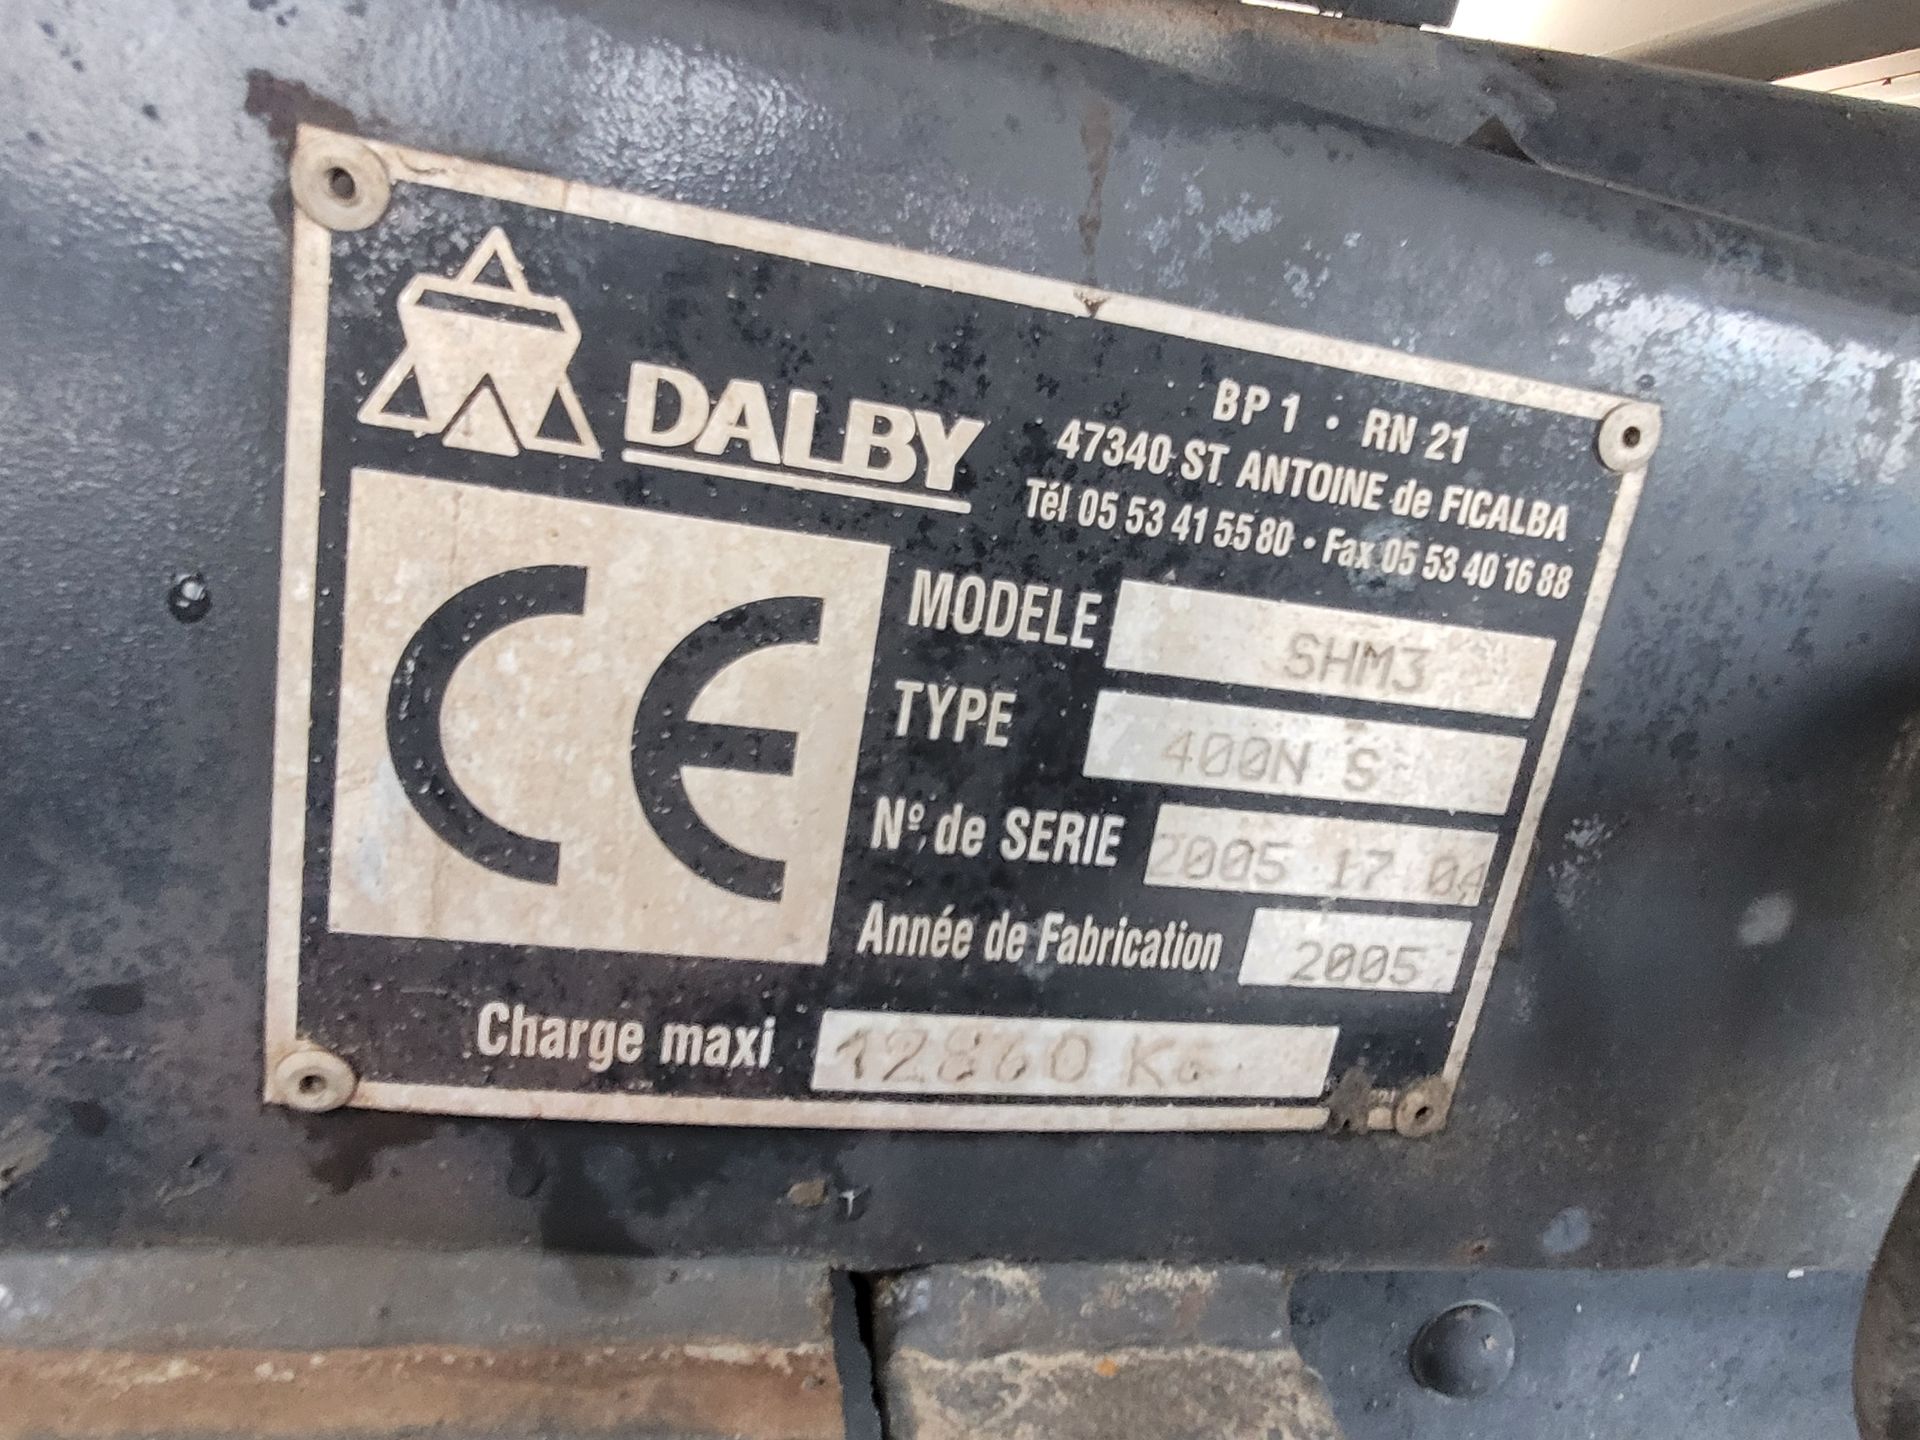 DALBY
BP 1 • RN 21
47340 ST ANTOINE de FICALBA
Tél 05 53 41 55 80 • Fax 05 53 40 16 88
CE
MODELE SHM3
TYPE 400N S
Nº de SERIE 2005 17 04
Année de Fabrication 2005
Charge maxi 12860 KG